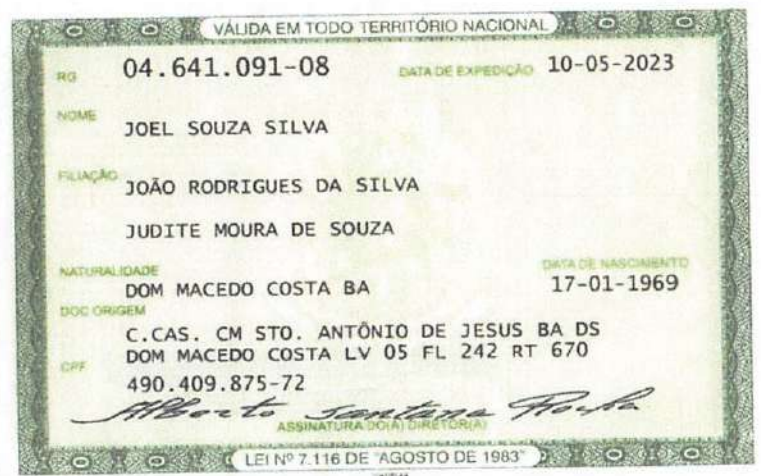 VÁLIDA EM TODO TERRITÓRIO NACIONAL
RG 04.641.091-08 DATA DE EXPEDIÇÃO 10-05-2023
NOME
JOEL SOUZA SILVA
FILIAÇÃO
JOÃO RODRIGUES DA SILVA
JUDITE MOURA DE SOUZA
NATURALIDADE DATA DE NASCIMENTO
DOM MACEDO COSTA BA 17-01-1969
DOC ORIGEM
C.CAS. CM STO. ANTÔNIO DE JESUS BA DS
DOM MACEDO COSTA LV 05 FL 242 RT 670
CPF
490.409.875-72
Alberto Santana
ASSINATURA DO(A) DIRETOR(A)
LEI Nº 7.116 DE "AGOSTO DE 1983"